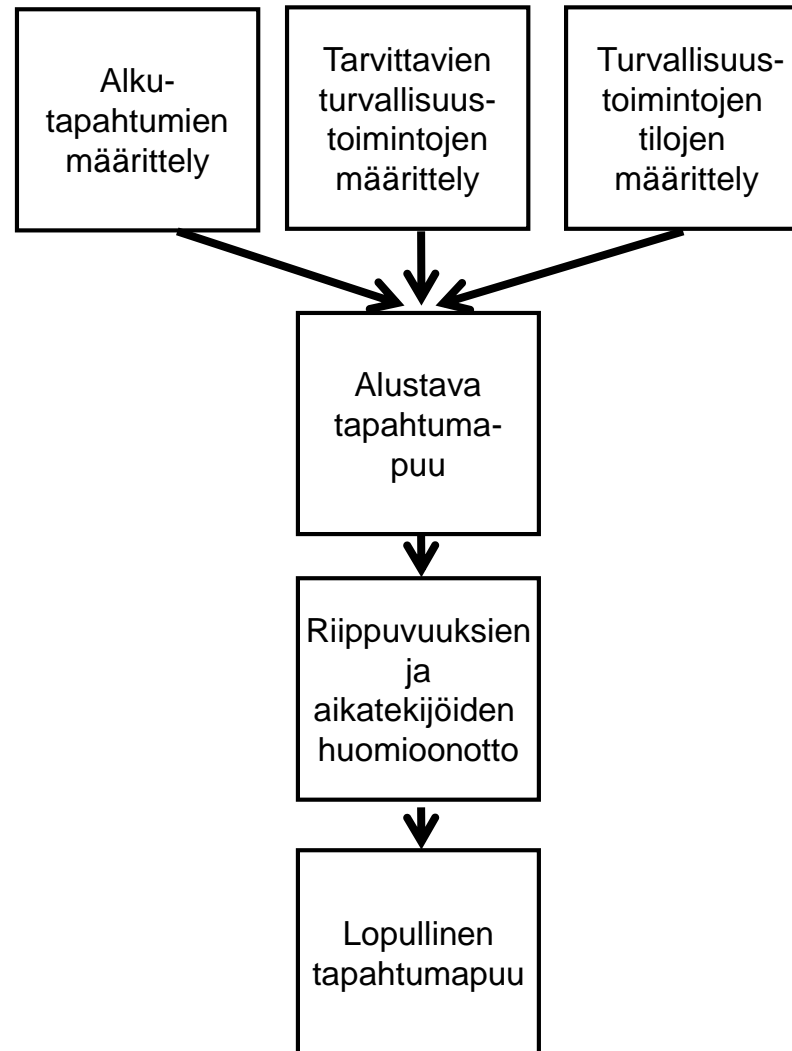 Alku-
tapahtumien
määrittely
Tarvittavien
turvallisuus-
toimintojen
määrittely
Turvallisuus-
toimintojen
tilojen
määrittely
Alustava
tapahtuma-
puu
Riippuvuuksien
ja
aikatekijöiden
huomioonotto
Lopullinen
tapahtumapuu